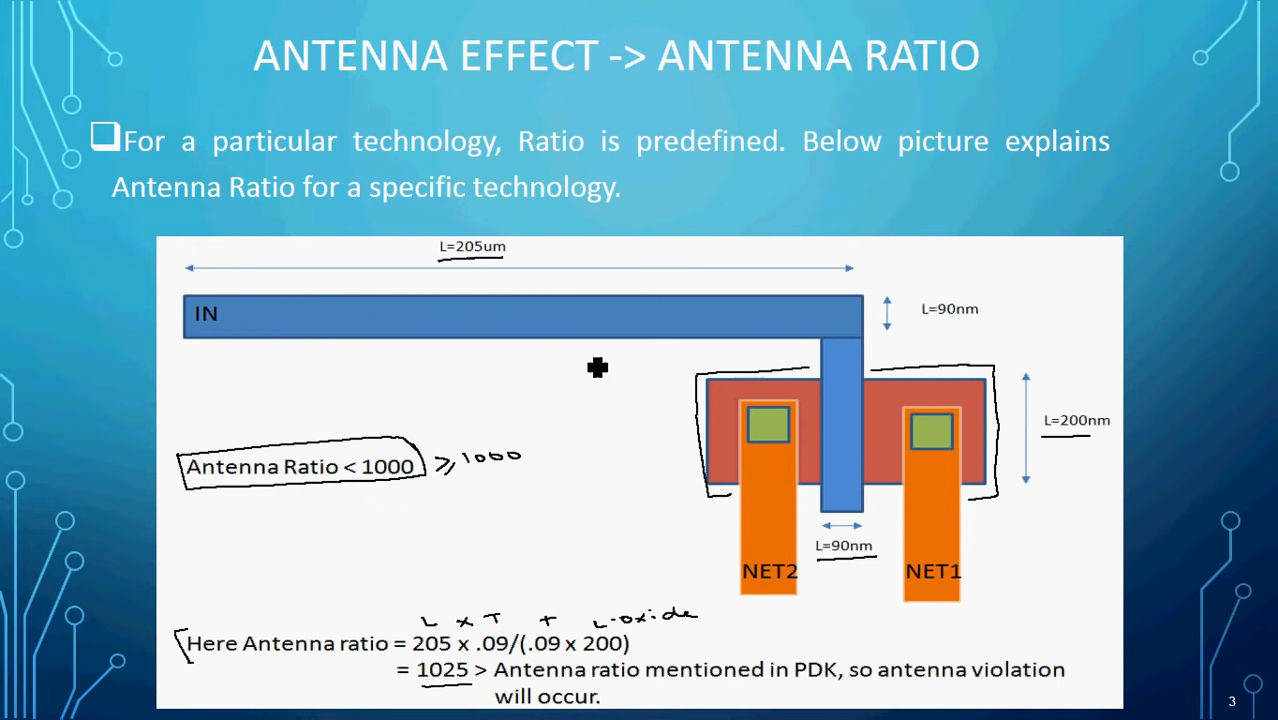 ANTENNA EFFECT -> ANTENNA RATIO
For a particular technology, Ratio is predefined. Below picture explains
Antenna Ratio for a specific technology.
L=205um
IN
L=90nm
L=200nm
Antenna Ratio < 1000 ⩾1000
L=90nm
NET2
NET1
L x T + L-oxide
Here Antenna ratio = 205 x .09/(.09 x 200)
= 1025 > Antenna ratio mentioned in PDK, so antenna violation
will occur.
3